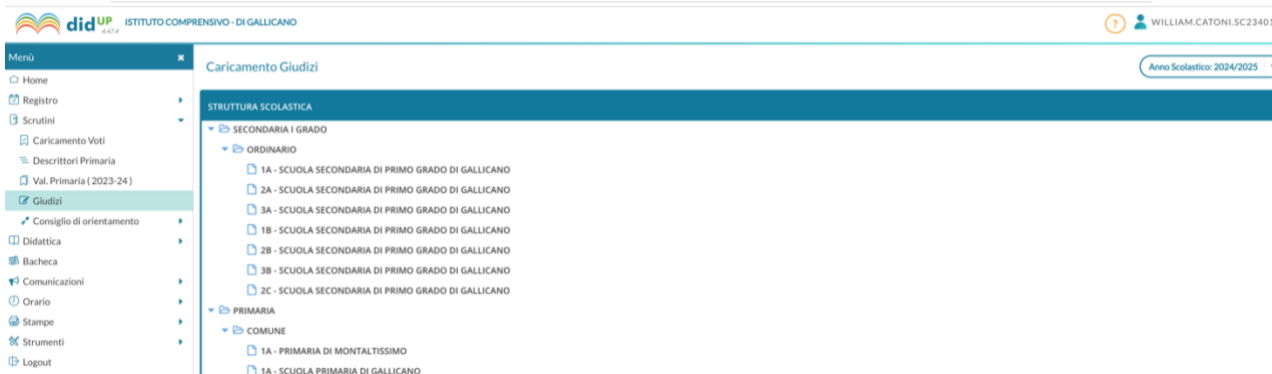 didUP 4.47.4 ISTITUTO COMPRENSIVO - DI GALLICANO
? WILLIAM.CATONI.SC23401
Menù
Home
Registro
Scrutini
Caricamento Voti
Descrittori Primaria
Val. Primaria ( 2023-24 )
Giudizi
Consiglio di orientamento
Didattica
Bacheca
Comunicazioni
Orario
Stampe
Strumenti
Logout
Caricamento Giudizi
Anno Scolastico: 2024/2025
STRUTTURA SCOLASTICA
SECONDARIA I GRADO
ORDINARIO
1A - SCUOLA SECONDARIA DI PRIMO GRADO DI GALLICANO
2A - SCUOLA SECONDARIA DI PRIMO GRADO DI GALLICANO
3A - SCUOLA SECONDARIA DI PRIMO GRADO DI GALLICANO
1B - SCUOLA SECONDARIA DI PRIMO GRADO DI GALLICANO
2B - SCUOLA SECONDARIA DI PRIMO GRADO DI GALLICANO
3B - SCUOLA SECONDARIA DI PRIMO GRADO DI GALLICANO
2C - SCUOLA SECONDARIA DI PRIMO GRADO DI GALLICANO
PRIMARIA
COMUNE
1A - PRIMARIA DI MONTALTISSIMO
1A - SCUOLA PRIMARIA DI GALLICANO